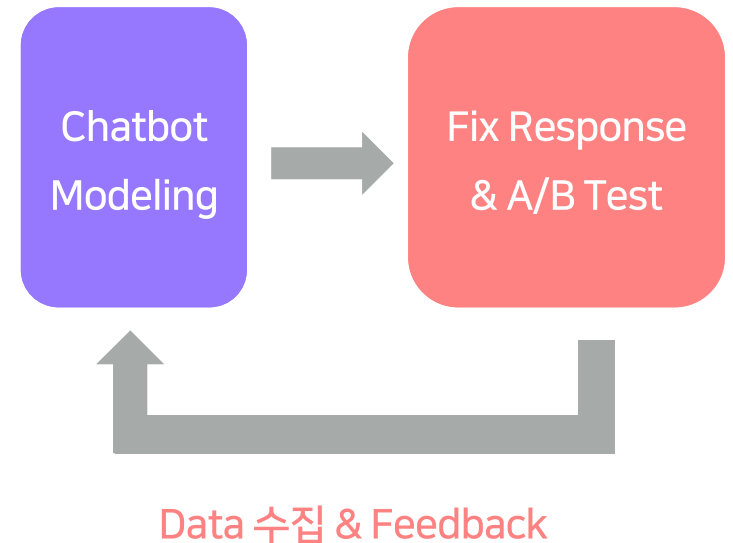 Chatbot
Modeling
Fix Response
& A/B Test
Data 수집 & Feedback